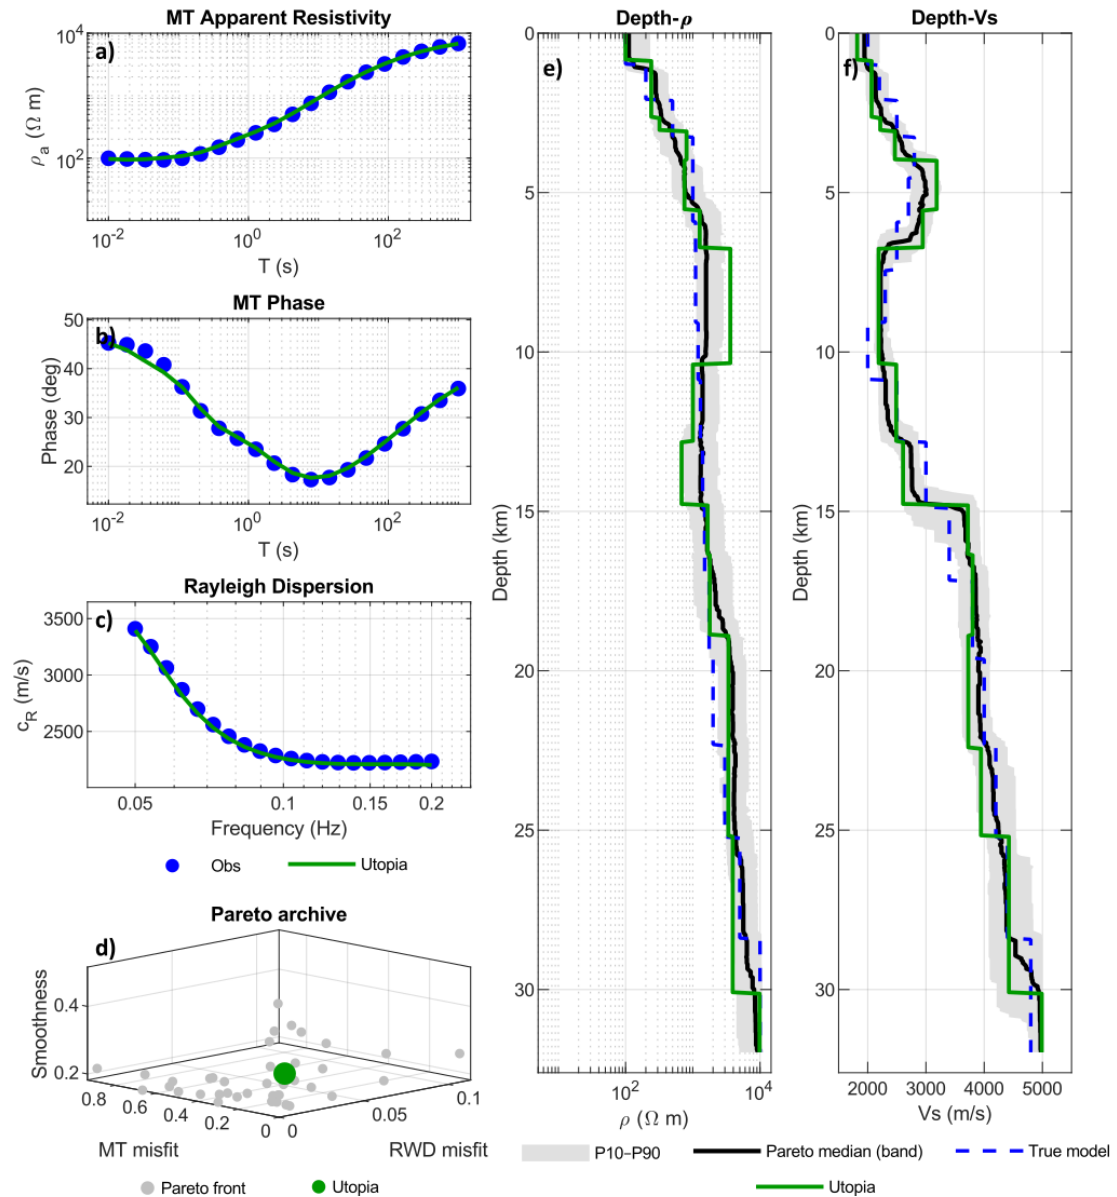 MT Apparent Resistivity
a)
10^4
10^2
ρ_a (Ω m)
10^-2
10^0
10^2
T (s)
MT Phase
b)
50
40
30
20
Phase (deg)
10^-2
10^0
10^2
T (s)
Rayleigh Dispersion
c)
3500
3000
2500
c_R (m/s)
0.05
0.1
0.15
0.2
Frequency (Hz)
Obs
Utopia
Pareto archive
d)
0.4
0.2
Smoothness
0.8
0.6
0.4
0.2
0
0
0.05
0.1
MT misfit
RWD misfit
Pareto front
Utopia
Depth-ρ
e)
0
5
10
15
20
25
30
Depth (km)
10^2
10^4
ρ (Ω m)
Depth-Vs
f)
0
5
10
15
20
25
30
Depth (km)
2000
3000
4000
5000
Vs (m/s)
P10–P90
Pareto median (band)
True model
Utopia